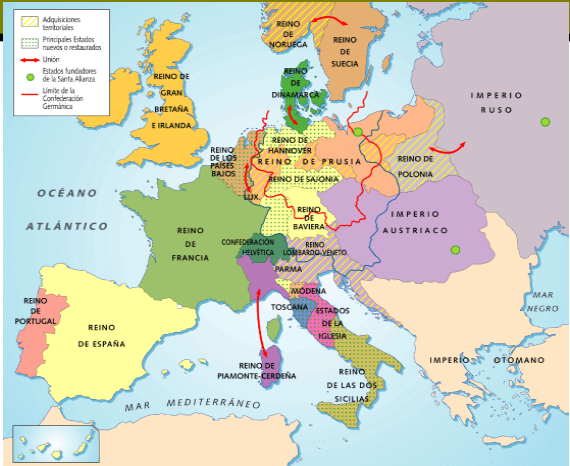 Adquisiciones
territoriales
Principales Estados
nuevos o restaurados
Unión
Estados fundadores
de la Santa Alianza
Límite de la
Confederación
Germánica
REINO
DE
NORUEGA
REINO
DE
SUECIA
REINO DE
GRAN
BRETAÑA
E IRLANDA
REINO
DE
DINAMARCA
IMPERIO
RUSO
REINO DE
HANNOVER
REINO
DE LOS
PAÍSES
BAJOS
REINO DE PRUSIA
REINO DE
POLONIA
REINO DE SAJONIA
OCÉANO
ATLÁNTICO
LUX.
REINO
DE
BAVIERA
IMPERIO
AUSTRIACO
REINO
DE
FRANCIA
CONFEDERACIÓN
HELVÉTICA
REINO
LOMBARDO-VENETO
PARMA
MÓDENA
TOSCANA
ESTADOS
DE LA
IGLESIA
REINO
DE
PORTUGAL
REINO
DE ESPAÑA
MAR
NEGRO
REINO DE
PIAMONTE-CERDEÑA
REINO
DE LAS DOS
SICILIAS
IMPERIO OTOMANO
MAR MEDITERRÁNEO